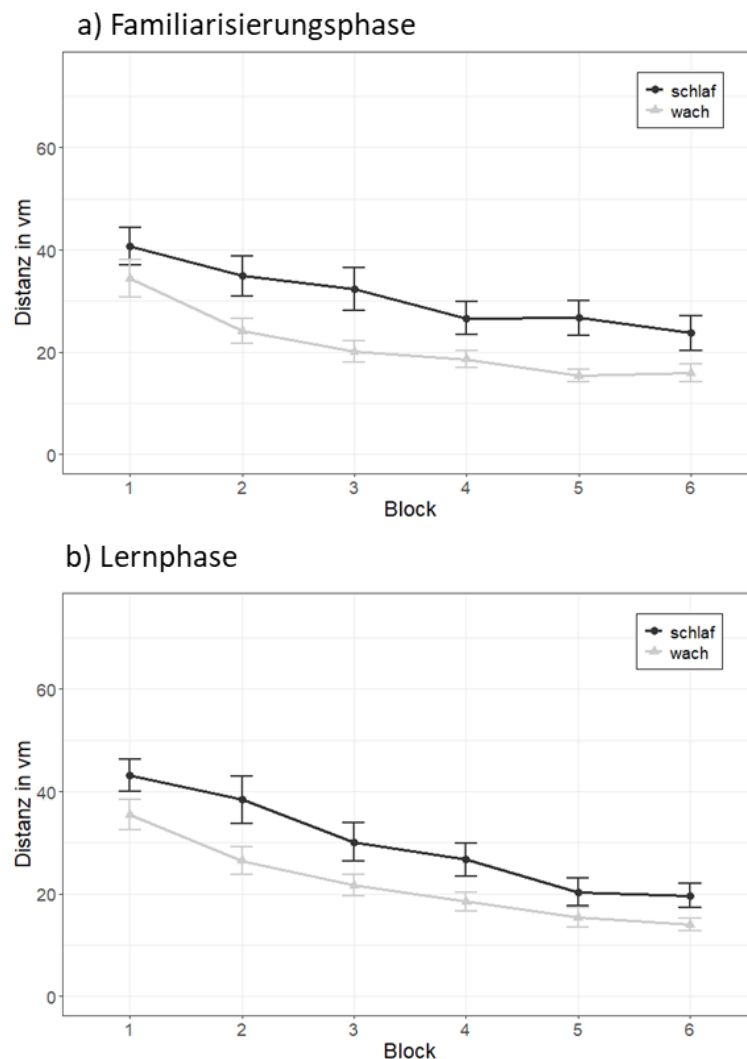 a) Familiarisierungsphase
schlaf
wach
60
40
20
0
Distanz in vm
1 2 3 4 5 6
Block
b) Lernphase
schlaf
wach
60
40
20
0
Distanz in vm
1 2 3 4 5 6
Block